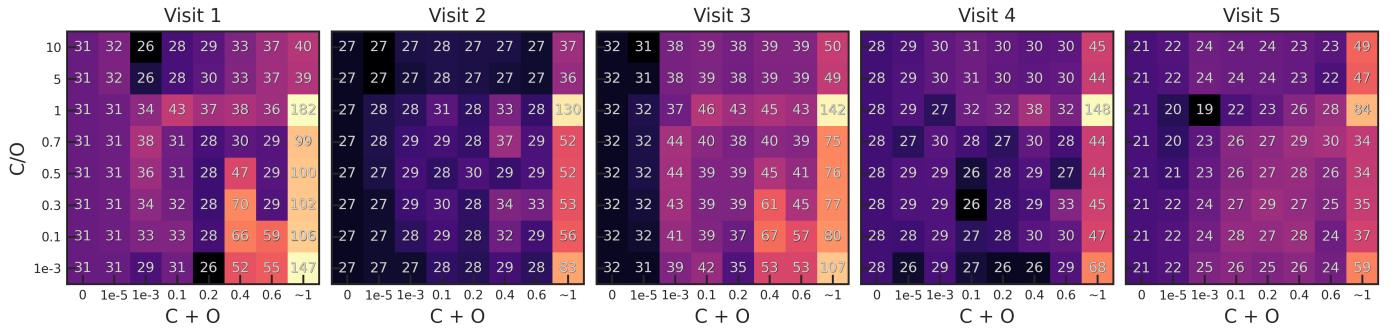 Visit 1 Visit 2 Visit 3 Visit 4 Visit 5
10 31 32 26 28 29 33 37 40 27 27 27 28 27 27 27 37 32 31 38 39 38 39 39 50 28 29 30 31 30 30 30 45 21 22 24 24 24 23 23 49
5 31 32 26 28 30 33 37 39 27 27 27 28 27 27 27 36 32 31 38 39 38 39 39 49 28 29 30 31 30 30 30 44 21 22 24 24 24 23 22 47
1 31 31 34 43 37 38 36 182 27 28 28 31 28 33 28 130 32 32 37 46 43 45 43 142 28 29 27 32 32 38 32 148 21 20 19 22 23 26 28 84
0.7 31 31 38 31 28 30 29 99 27 28 29 29 28 37 29 52 32 32 44 40 38 40 39 75 28 27 30 28 27 30 28 44 21 20 23 26 27 29 30 34
0.5 31 31 36 31 28 47 29 100 27 27 29 28 30 29 29 52 32 32 44 39 39 45 41 76 28 28 30 26 28 29 27 44 21 21 23 26 27 28 26 34
0.3 31 31 34 32 28 70 29 102 27 27 29 30 28 34 33 53 32 32 43 39 39 61 45 77 28 28 30 26 28 29 33 45 21 22 24 25 29 27 25 35
0.1 31 31 33 33 28 66 59 106 27 27 28 29 28 32 29 56 32 32 41 39 37 67 57 80 28 28 29 27 28 30 30 47 21 22 24 28 27 28 24 37
1e-3 31 31 29 31 26 52 55 147 27 27 27 28 28 29 28 83 32 31 39 42 35 53 53 107 28 26 29 27 26 26 29 68 21 22 25 26 25 26 24 59
C/O
0 1e-5 1e-3 0.1 0.2 0.4 0.6 ~1 0 1e-5 1e-3 0.1 0.2 0.4 0.6 ~1 0 1e-5 1e-3 0.1 0.2 0.4 0.6 ~1 0 1e-5 1e-3 0.1 0.2 0.4 0.6 ~1 0 1e-5 1e-3 0.1 0.2 0.4 0.6 ~1
C + O C + O C + O C + O C + O